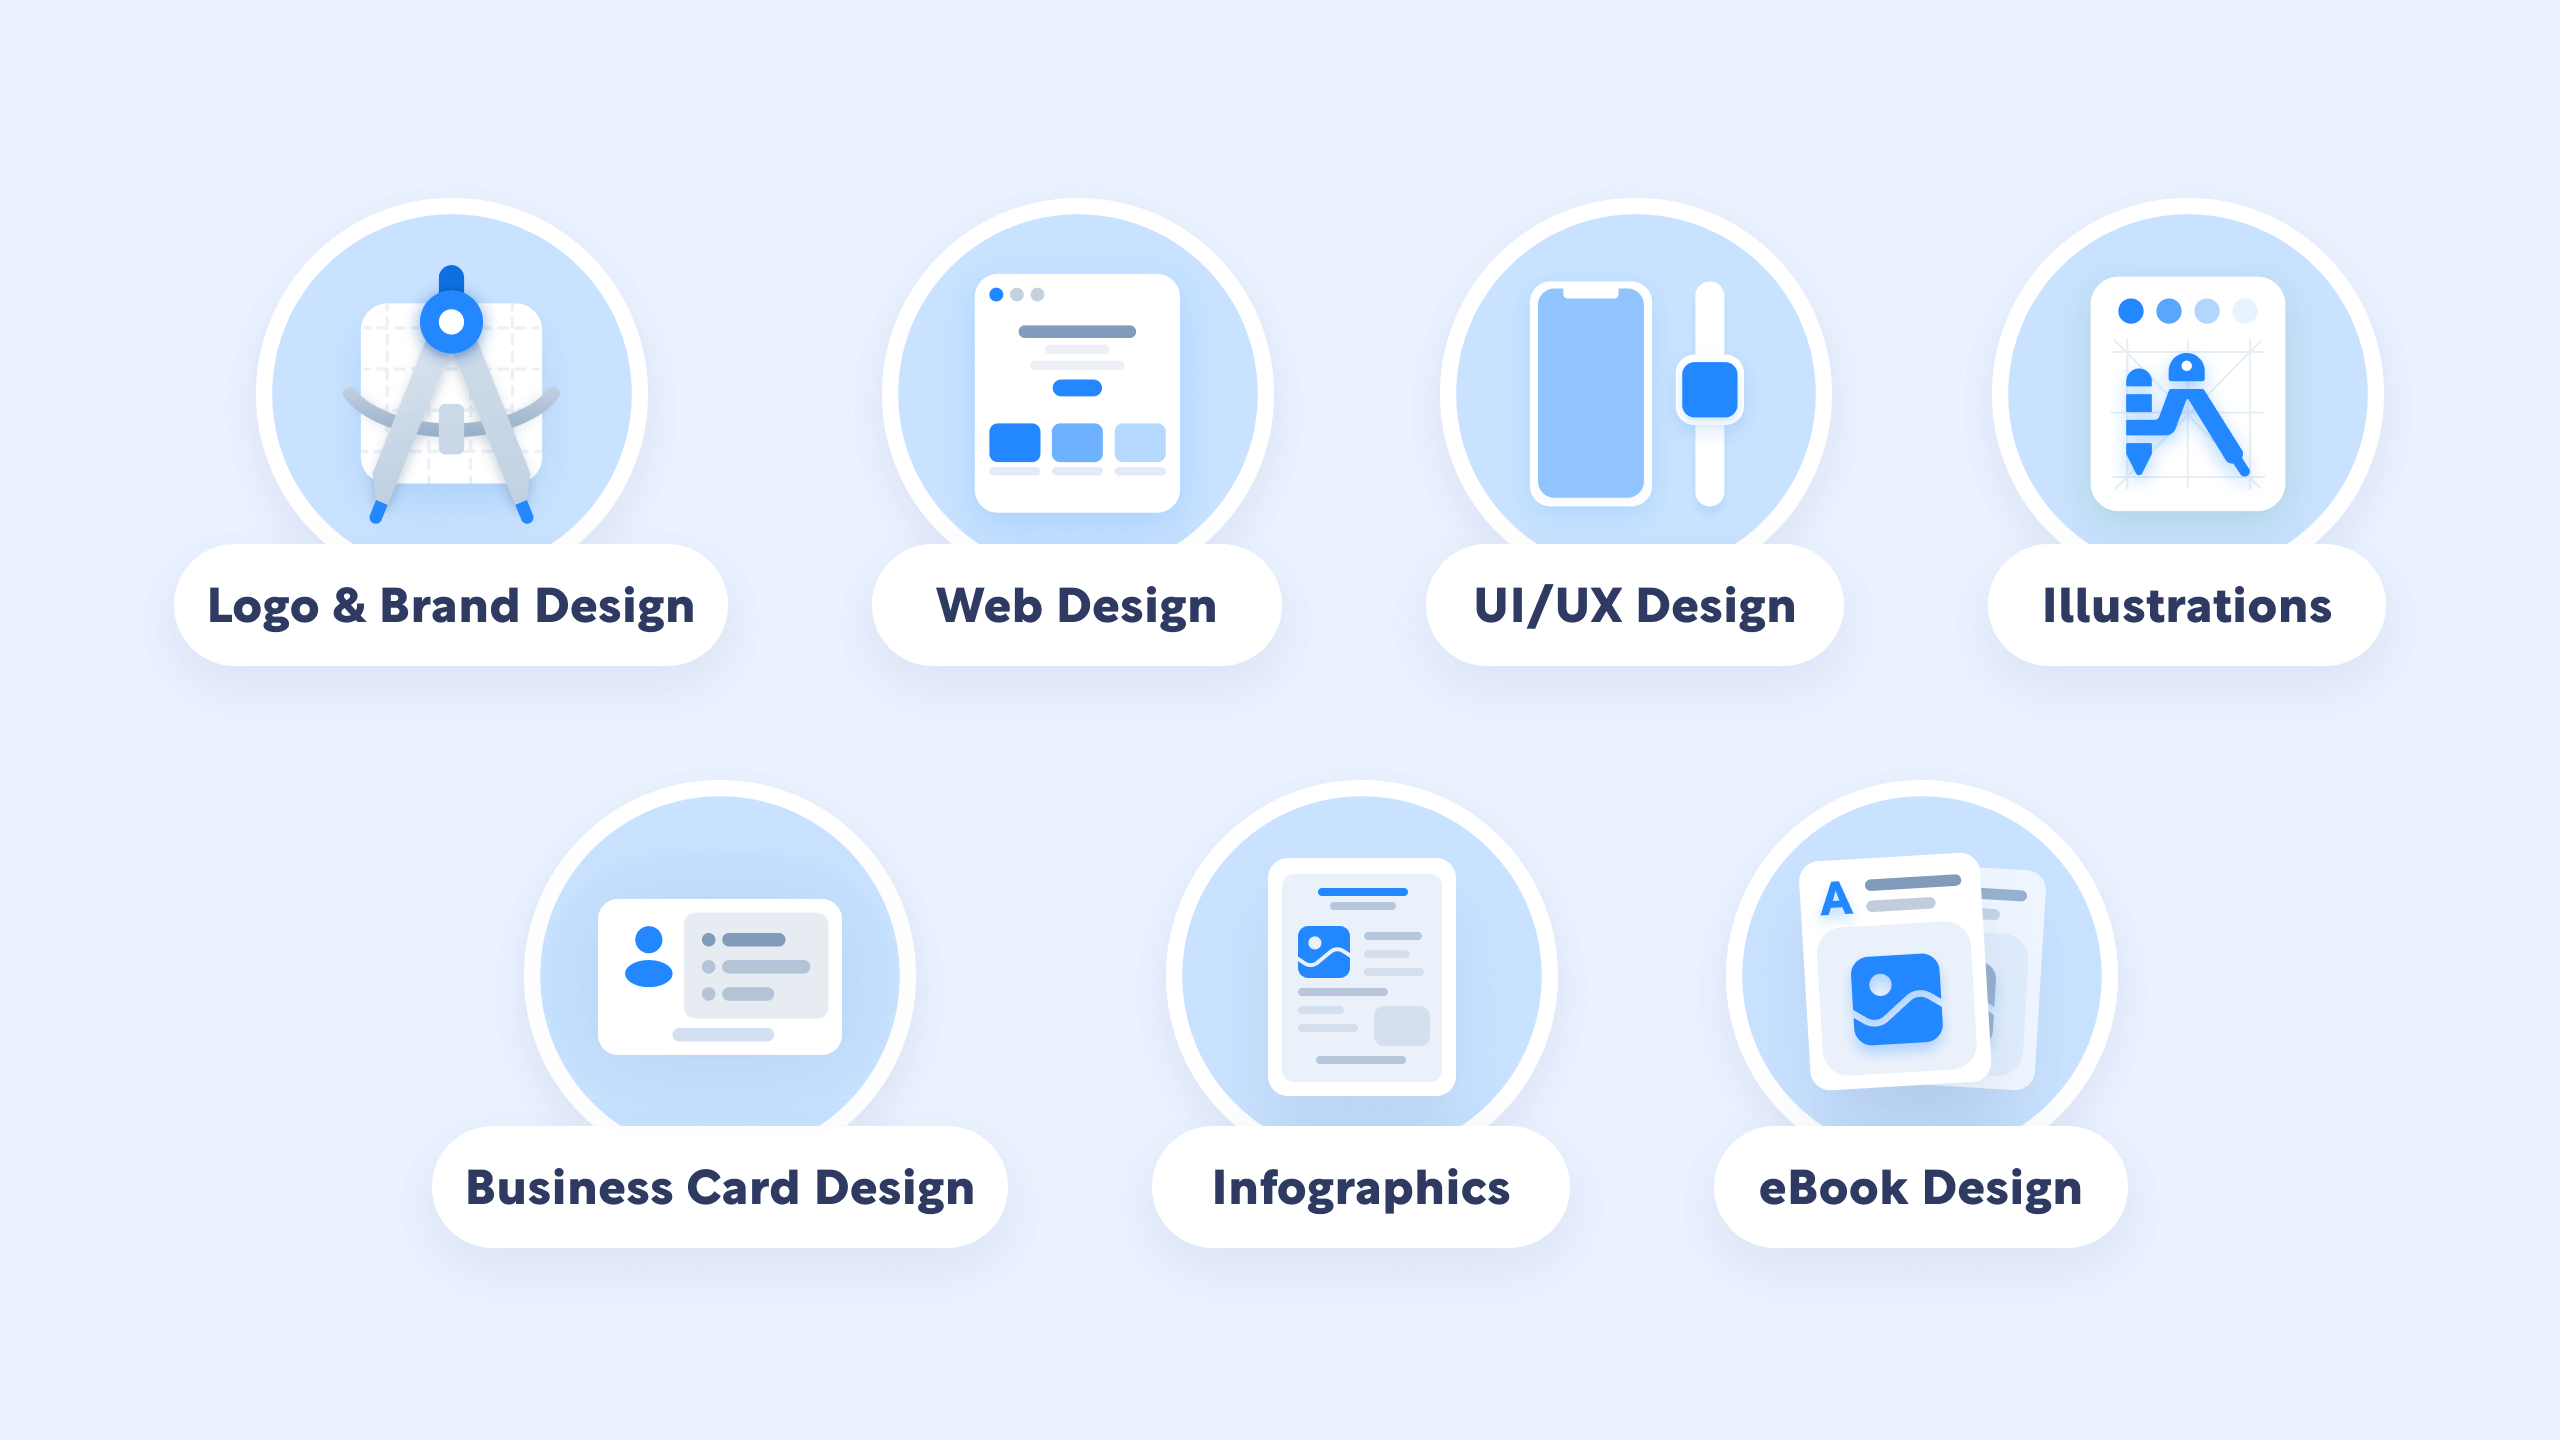 Logo & Brand Design
Web Design
UI/UX Design
Illustrations
Business Card Design
Infographics
A
eBook Design